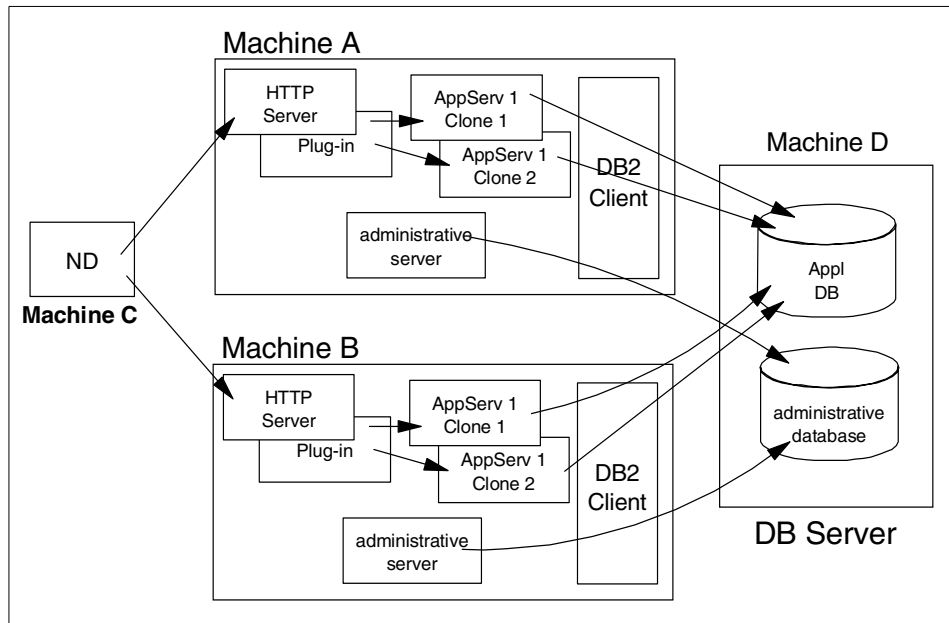 Machine A
HTTP
Server
Plug-in
AppServ 1
Clone 1
AppServ 1
Clone 2
DB2
Client
administrative
server
ND
Machine C
Machine B
HTTP
Server
Plug-in
AppServ 1
Clone 1
AppServ 1
Clone 2
DB2
Client
administrative
server
Machine D
Appl
DB
administrative
database
DB Server